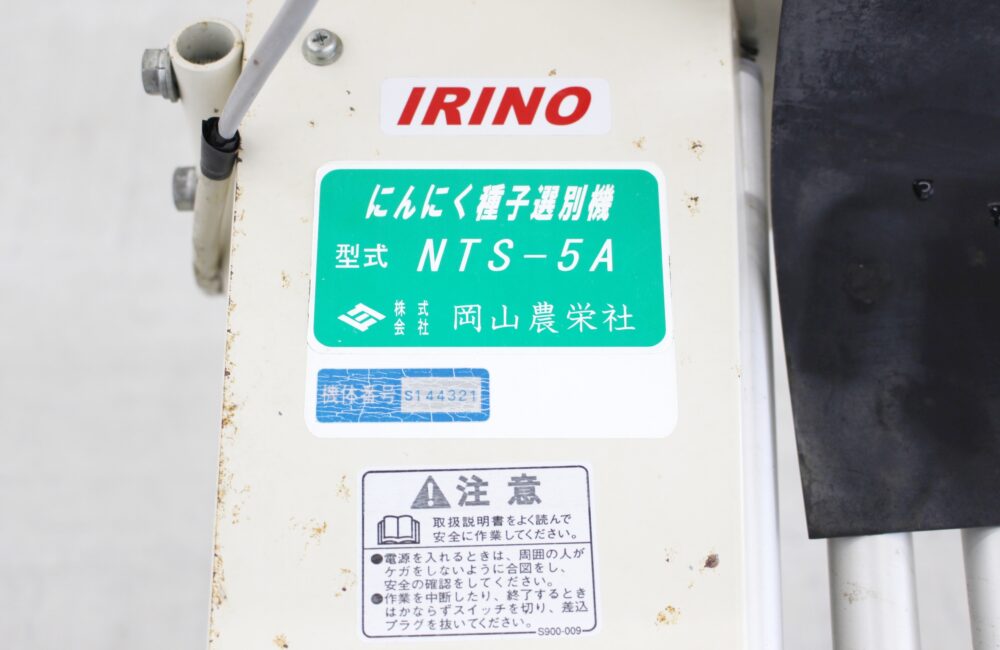 IRINO
にんにく種子選別機
型式 NTS-5A
株式会社 岡山農栄社
機体番号 S144321
注意
取扱説明書をよく読んで
安全に作業してください。
●電源を入れるときは、周囲の人が
ケガをしないように合図をし、
安全の確認をしてください。
●作業を中断したり、終了するとき
はかならずスイッチを切り、差込
プラグを抜いてください。
S900-009